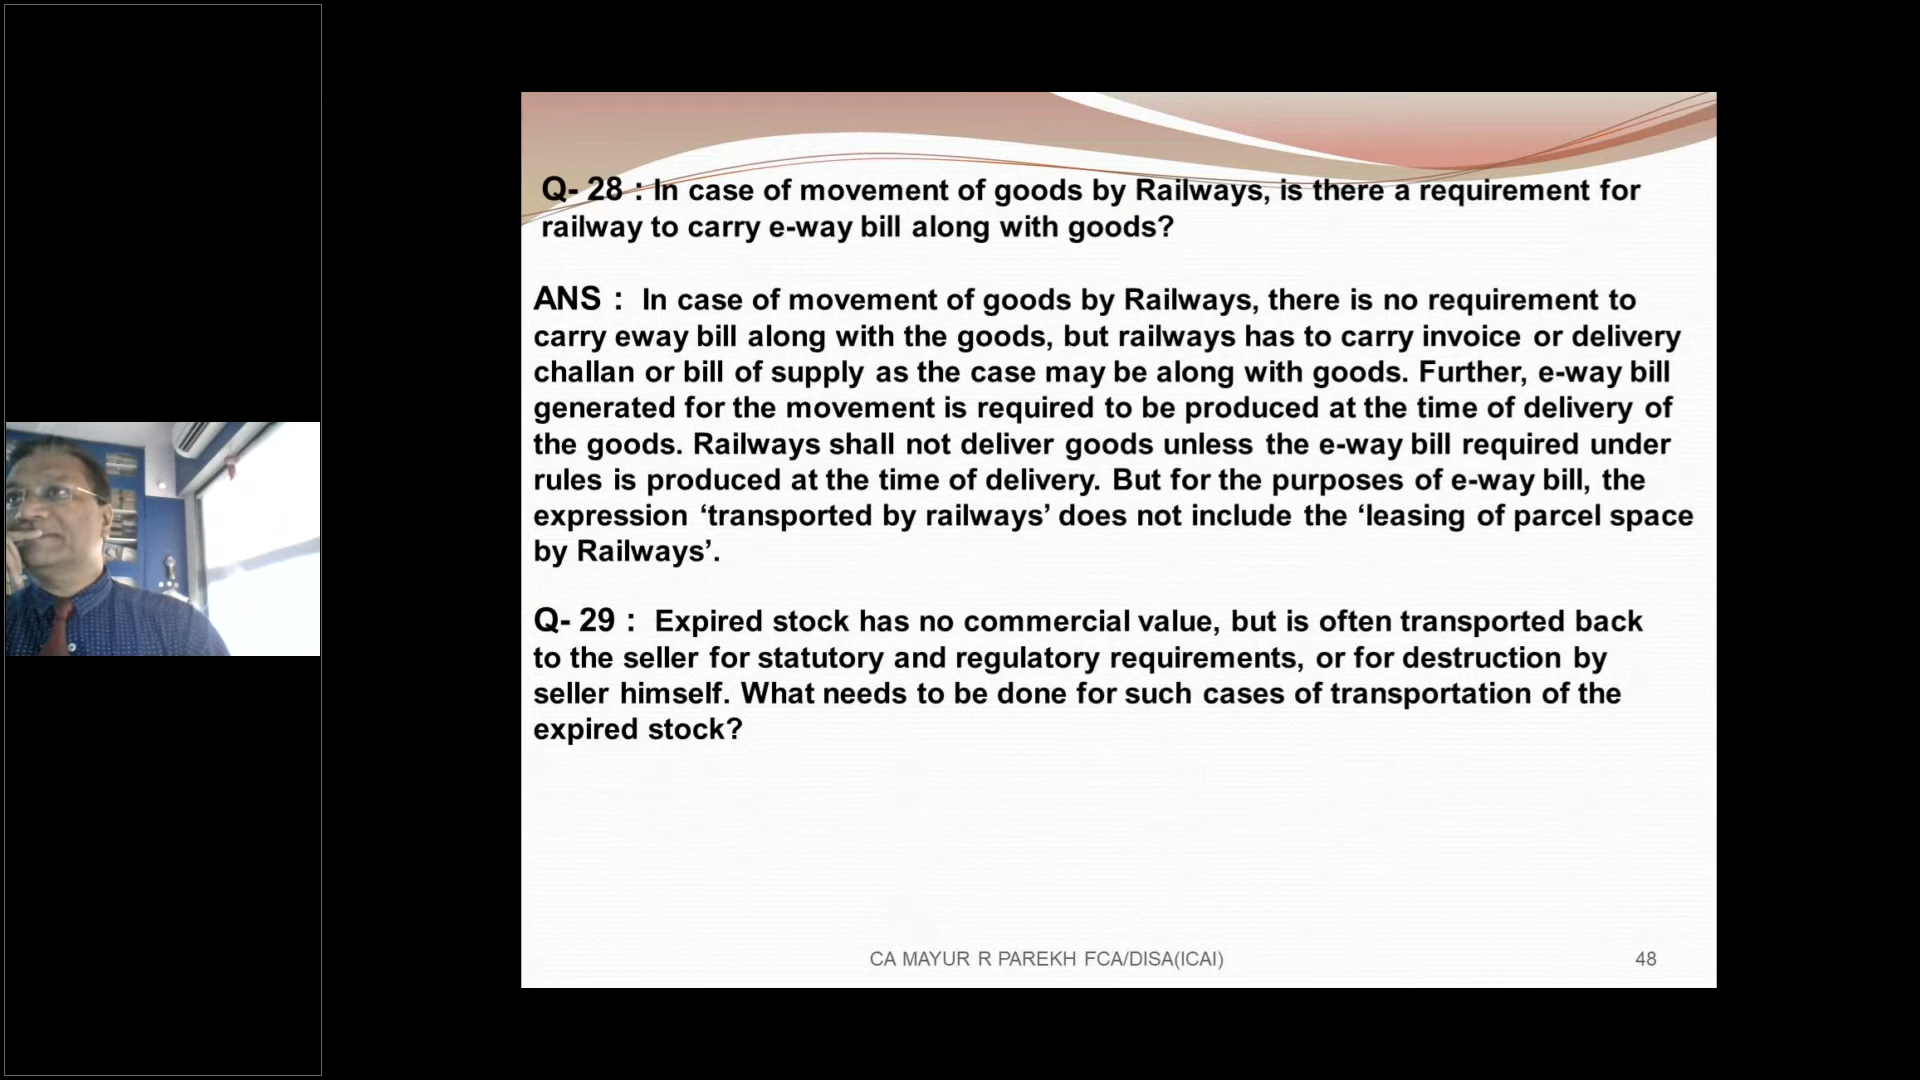 Q- 28 : In case of movement of goods by Railways, is there a requirement for
railway to carry e-way bill along with goods?
ANS : In case of movement of goods by Railways, there is no requirement to
carry eway bill along with the goods, but railways has to carry invoice or delivery
challan or bill of supply as the case may be along with goods. Further, e-way bill
generated for the movement is required to be produced at the time of delivery of
the goods. Railways shall not deliver goods unless the e-way bill required under
rules is produced at the time of delivery. But for the purposes of e-way bill, the
expression ‘transported by railways’ does not include the ‘leasing of parcel space
by Railways’.
Q- 29 : Expired stock has no commercial value, but is often transported back
to the seller for statutory and regulatory requirements, or for destruction by
seller himself. What needs to be done for such cases of transportation of the
expired stock?
CA MAYUR R PAREKH FCA/DISA(ICAI) 48